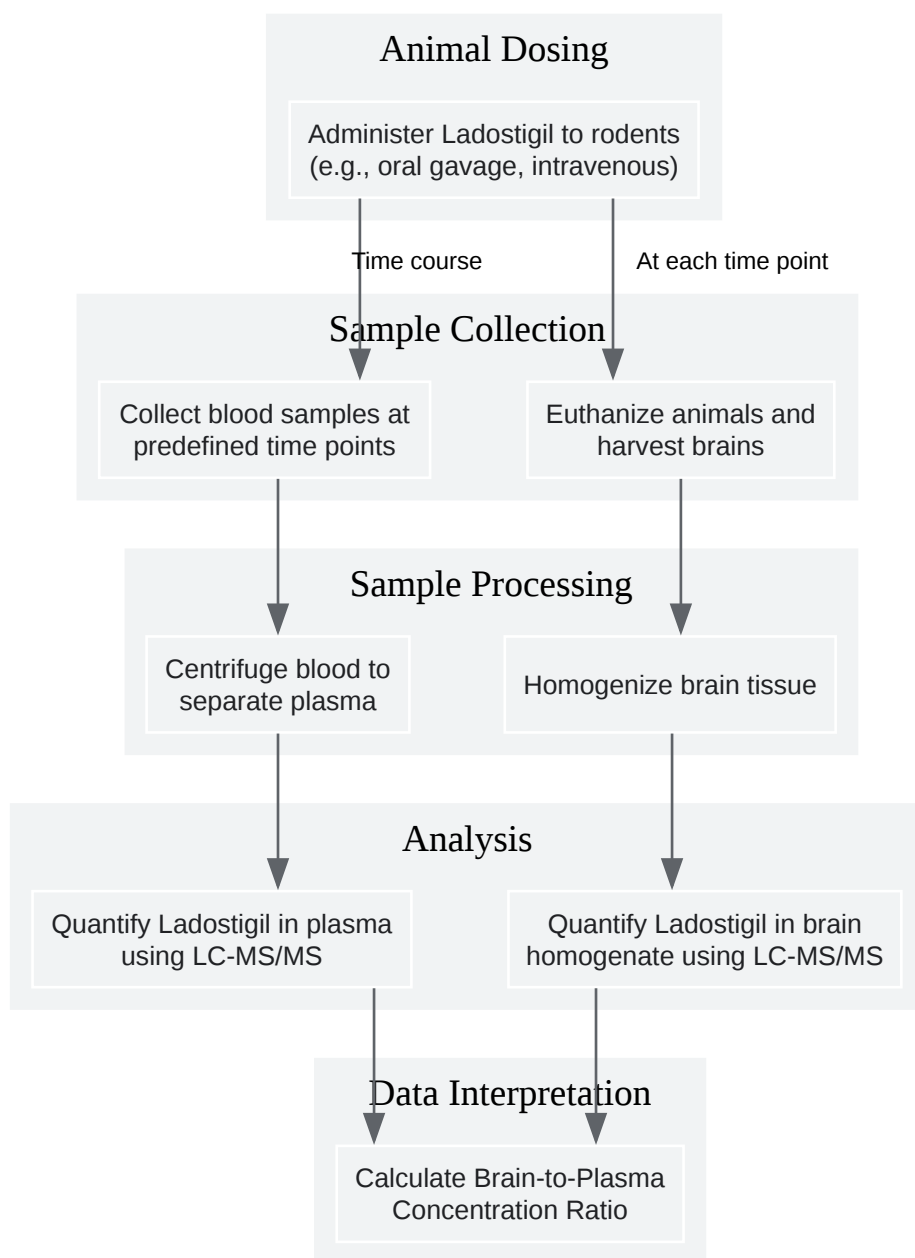 Animal Dosing
Administer Ladostigil to rodents
(e.g., oral gavage, intravenous)
Time course
At each time point
Sample Collection
Collect blood samples at
predefined time points
Euthanize animals and
harvest brains
Sample Processing
Centrifuge blood to
separate plasma
Homogenize brain tissue
Analysis
Quantify Ladostigil in plasma
using LC-MS/MS
Quantify Ladostigil in brain
homogenate using LC-MS/MS
Data Interpretation
Calculate Brain-to-Plasma
Concentration Ratio